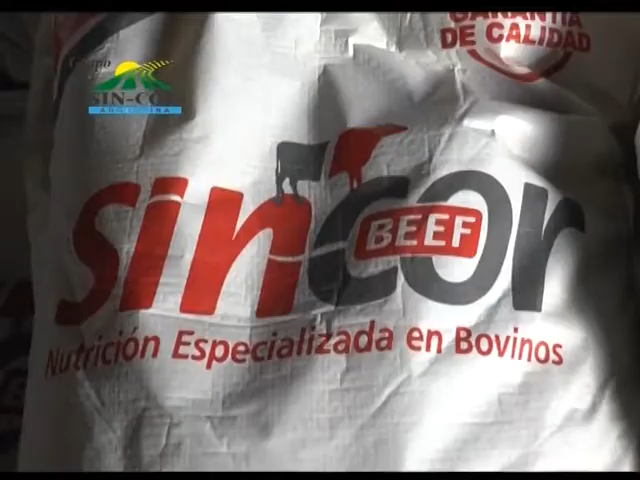 GARANTIA
DE CALIDAD
Grupo
SIN-CO
ARGENTINA
sincor
BEEF
Nutrición Especializada en Bovinos